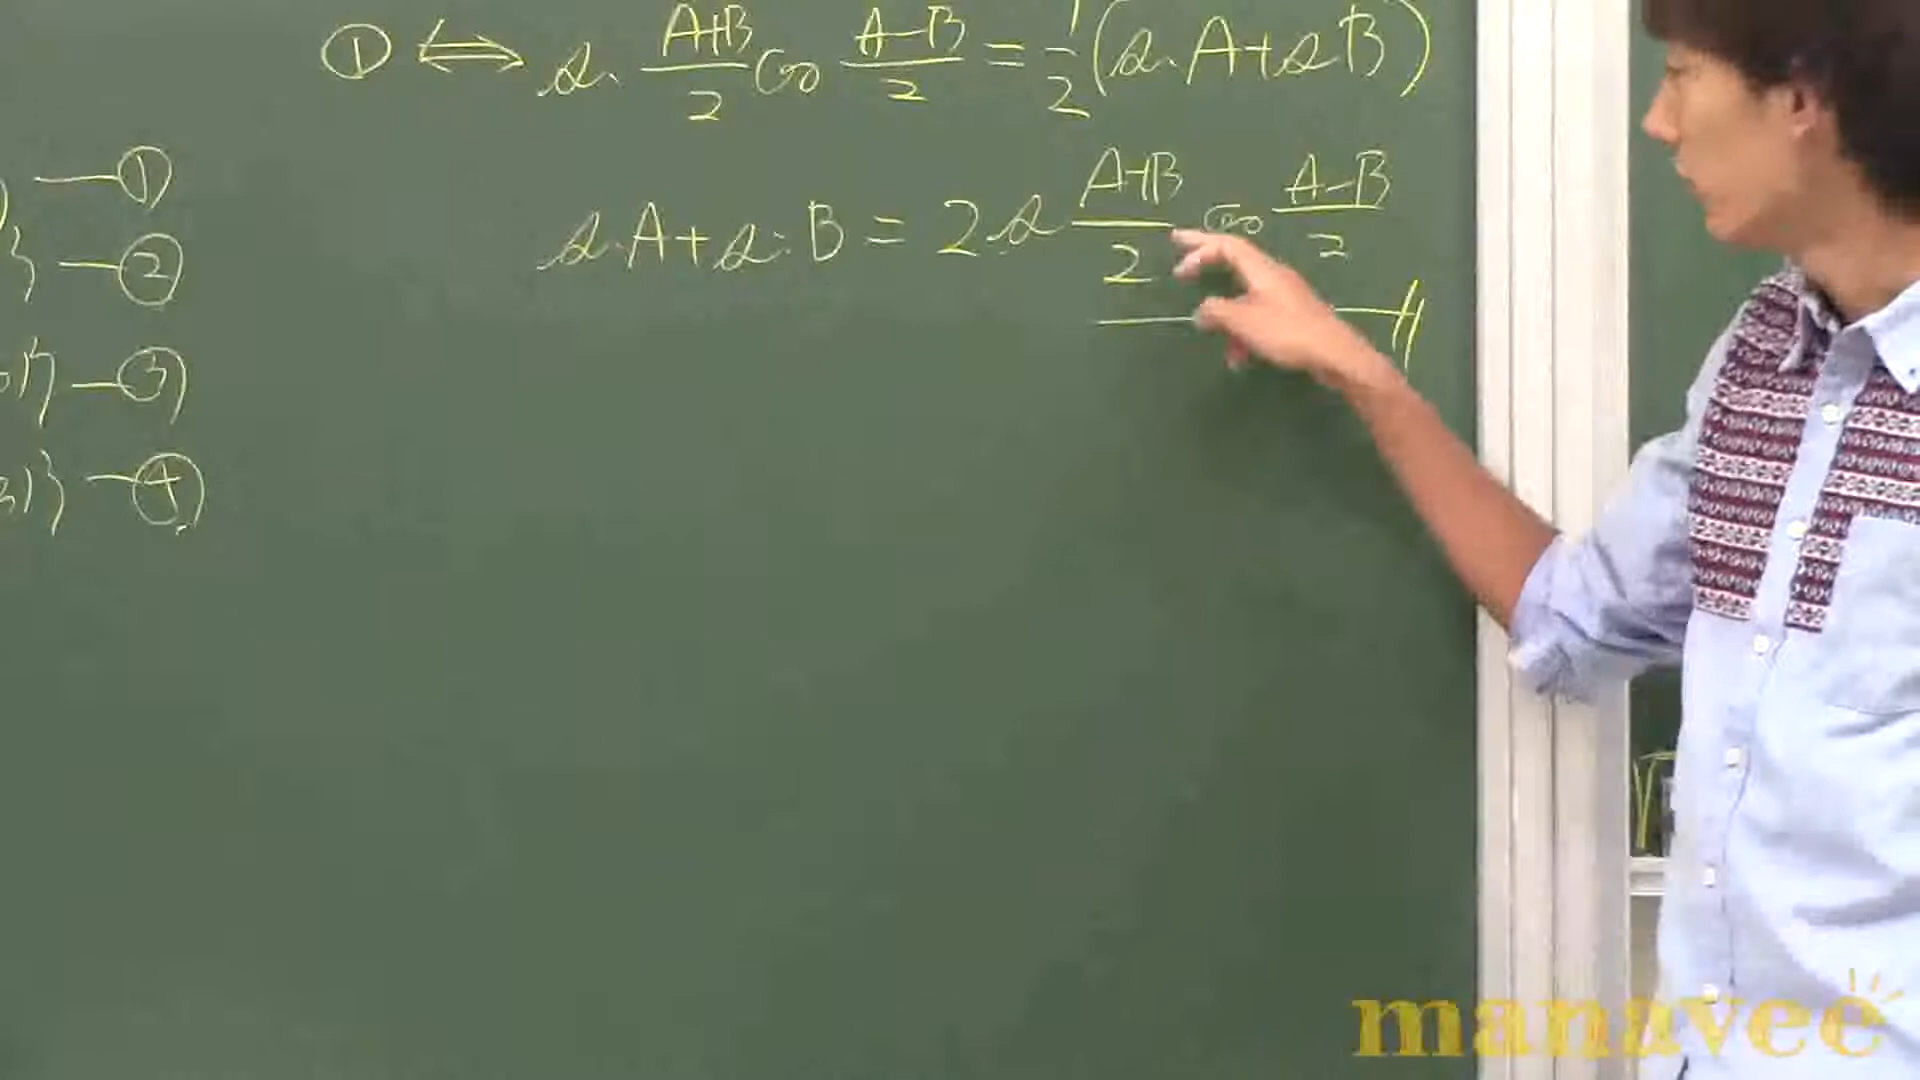 ① ⟺ sin (A+B)/2 cos (A-B)/2 = 1/2 (sin A + sin B)
sin A + sin B = 2 sin (A+B)/2 cos (A-B)/2
) — ①
} — ②
} — ③
} — ④
manavee